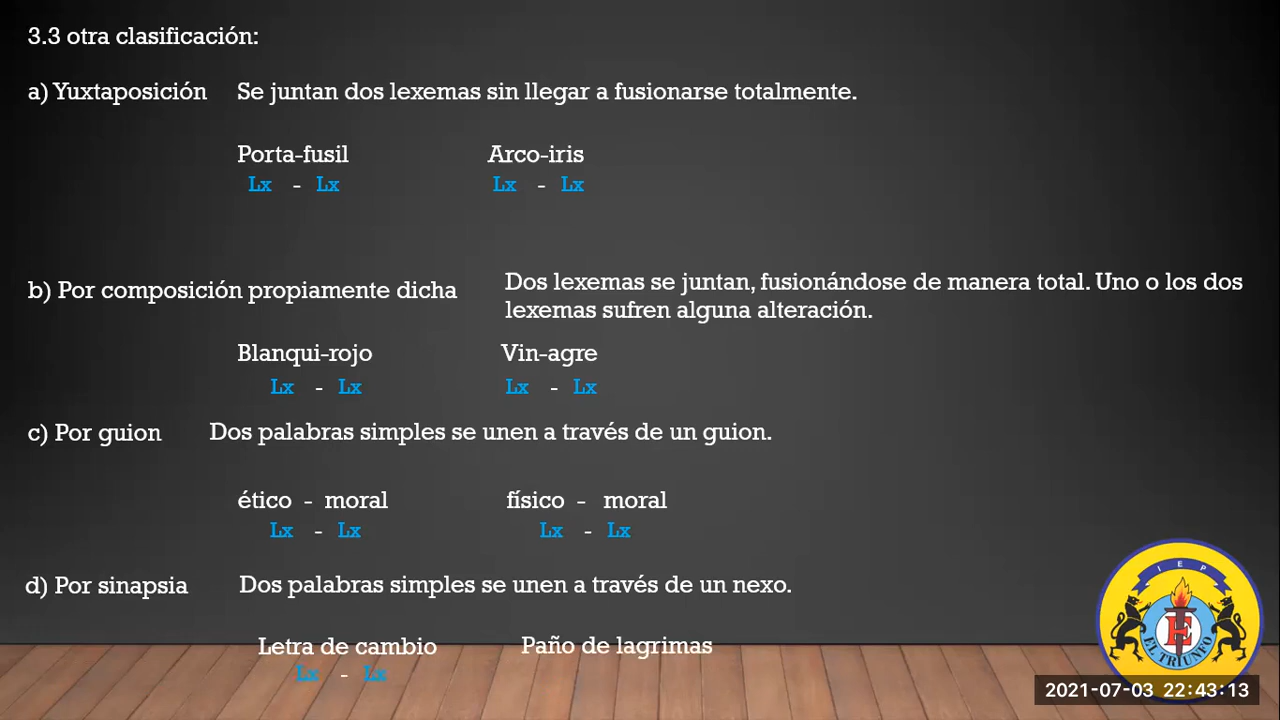 3.3 otra clasificación:
a) Yuxtaposición Se juntan dos lexemas sin llegar a fusionarse totalmente.
Porta-fusil Arco-iris
Lx - Lx Lx - Lx
b) Por composición propiamente dicha
Dos lexemas se juntan, fusionándose de manera total. Uno o los dos
lexemas sufren alguna alteración.
Blanqui-rojo Vin-agre
Lx - Lx Lx - Lx
c) Por guion Dos palabras simples se unen a través de un guion.
ético - moral físico - moral
Lx - Lx Lx - Lx
d) Por sinapsia Dos palabras simples se unen a través de un nexo.
Letra de cambio Paño de lagrimas
Lx - Lx
I E P
E
EL TRIUNFO
2021-07-03 22:43:13